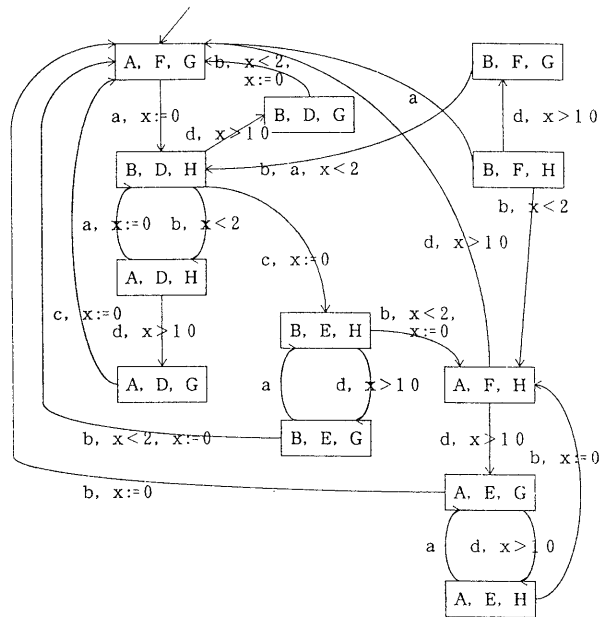 A, F, G
b, x<2,
x:=0
B, F, G
a
a, x:=0
B, D, G
d, x>10
d, x>10
B, D, H
b, a, x<2
B, F, H
b, x<2
a, x:=0
b, x<2
d, x>10
c, x:=0
A, D, H
c, x:=0
d, x>10
B, E, H
b, x<2,
x:=0
A, D, G
a
d, x>10
A, F, H
b, x<2, x:=0
B, E, G
d, x>10
b, x:=0
b, x:=0
A, E, G
a
d, x>10
A, E, H